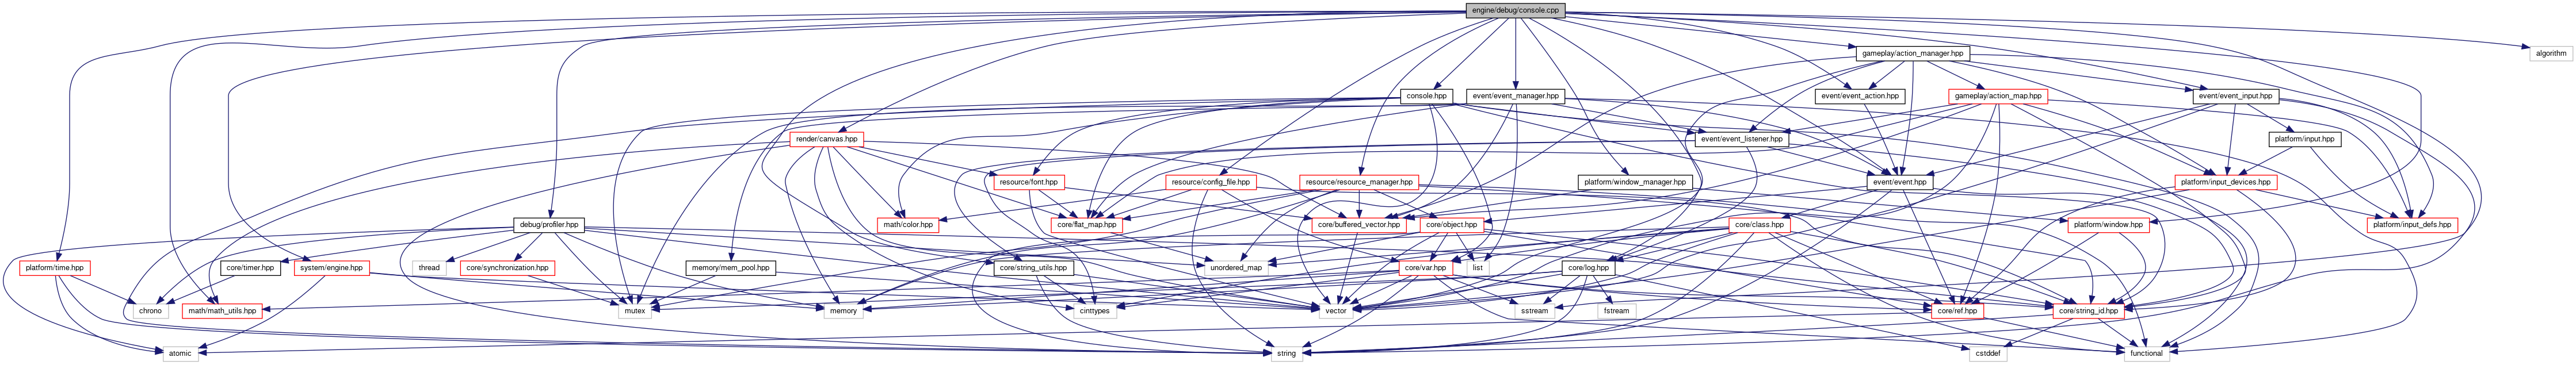 engine/debug/console.cpp
gameplay/action_manager.hpp
algorithm
console.hpp
event/event_manager.hpp
event/event_action.hpp
gameplay/action_map.hpp
event/event_input.hpp
render/canvas.hpp
event/event_listener.hpp
platform/input.hpp
resource/font.hpp
resource/config_file.hpp
resource/resource_manager.hpp
platform/window_manager.hpp
event/event.hpp
platform/input_devices.hpp
debug/profiler.hpp
math/color.hpp
core/flat_map.hpp
core/buffered_vector.hpp
core/object.hpp
core/class.hpp
platform/window.hpp
platform/input_defs.hpp
platform/time.hpp
core/timer.hpp
system/engine.hpp
thread
core/synchronization.hpp
unordered_map
memory/mem_pool.hpp
core/string_utils.hpp
core/var.hpp
list
core/log.hpp
chrono
math/math_utils.hpp
mutex
memory
cinttypes
vector
sstream
fstream
core/ref.hpp
core/string_id.hpp
atomic
string
cstddef
functional